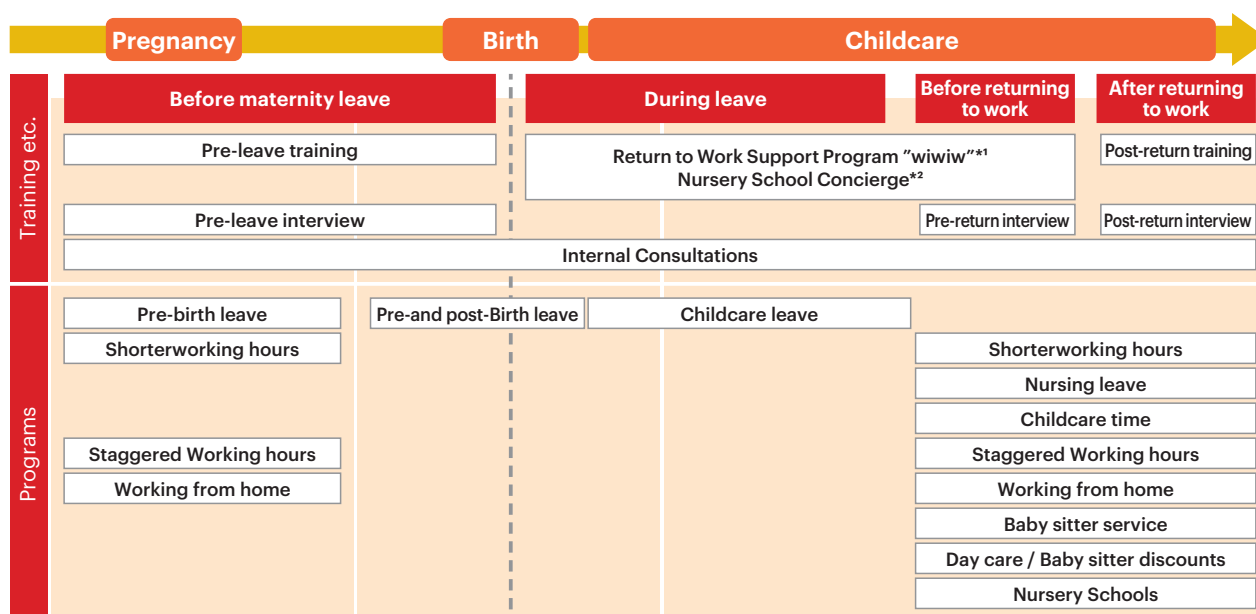 Pregnancy
Birth
Childcare
Training etc.
Before maternity leave
During leave
Before returning
to work
After returning
to work
Pre-leave training
Return to Work Support Program ”wiwiw”*¹
Nursery School Concierge*²
Post-return training
Pre-leave interview
Pre-return interview
Post-return interview
Internal Consultations
Programs
Pre-birth leave
Pre-and post-Birth leave
Childcare leave
Shorterworking hours
Shorterworking hours
Nursing leave
Childcare time
Staggered Working hours
Staggered Working hours
Working from home
Working from home
Baby sitter service
Day care / Baby sitter discounts
Nursery Schools